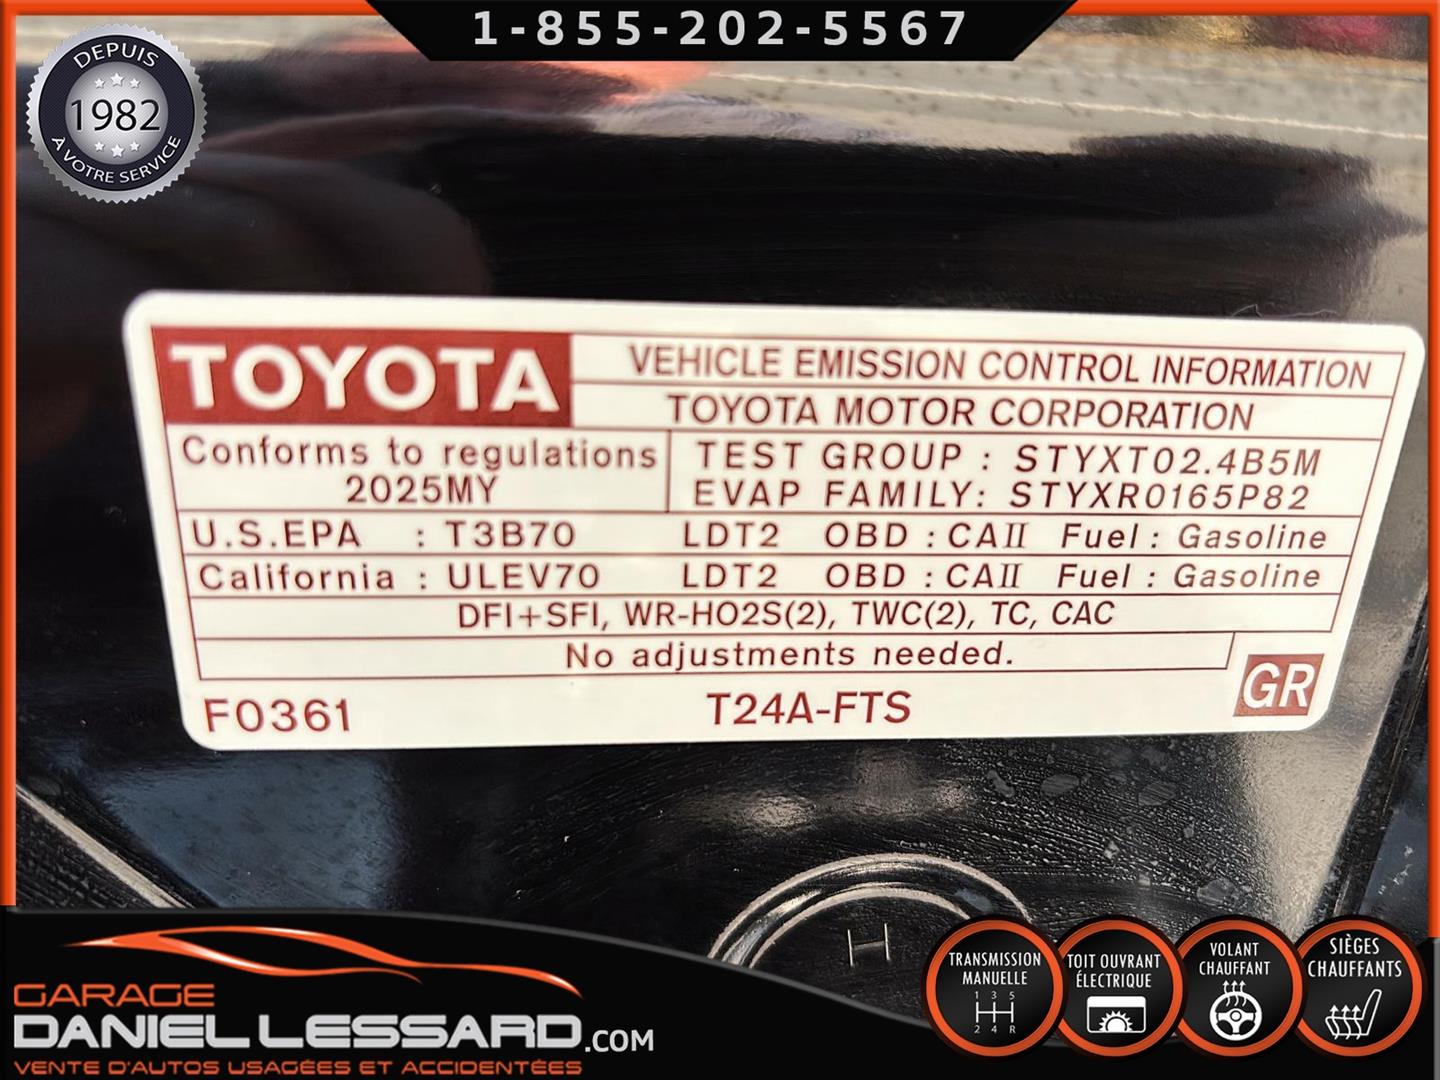 1-855-202-5567
DEPUIS
1982
À VOTRE SERVICE
TOYOTA
VEHICLE EMISSION CONTROL INFORMATION
TOYOTA MOTOR CORPORATION
Conforms to regulations
2025MY
TEST GROUP : STYXT02.4B5M
EVAP FAMILY: STYXR0165P82
U.S.EPA : T3B70 LDT2 OBD : CAII Fuel : Gasoline
California : ULEV70 LDT2 OBD : CAII Fuel : Gasoline
DFI+SFI, WR-HO2S(2), TWC(2), TC, CAC
No adjustments needed.
GR
F0361 T24A-FTS
H
GARAGE
DANIEL LESSARD.COM
VENTE D'AUTOS USAGÉES ET ACCIDENTÉES
TRANSMISSION
MANUELLE
1 3 5
2 4 R
TOIT OUVRANT
ÉLECTRIQUE
VOLANT
CHAUFFANT
SIÈGES
CHAUFFANTS